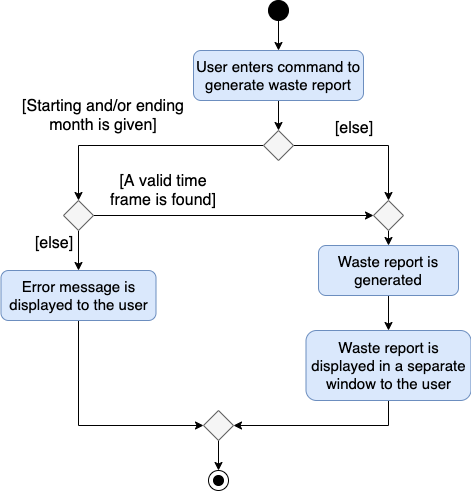 User enters command to
generate waste report
[Starting and/or ending
month is given]
[else]
[A valid time
frame is found]
[else]
Error message is
displayed to the user
Waste report is
generated
Waste report is
displayed in a separate
window to the user